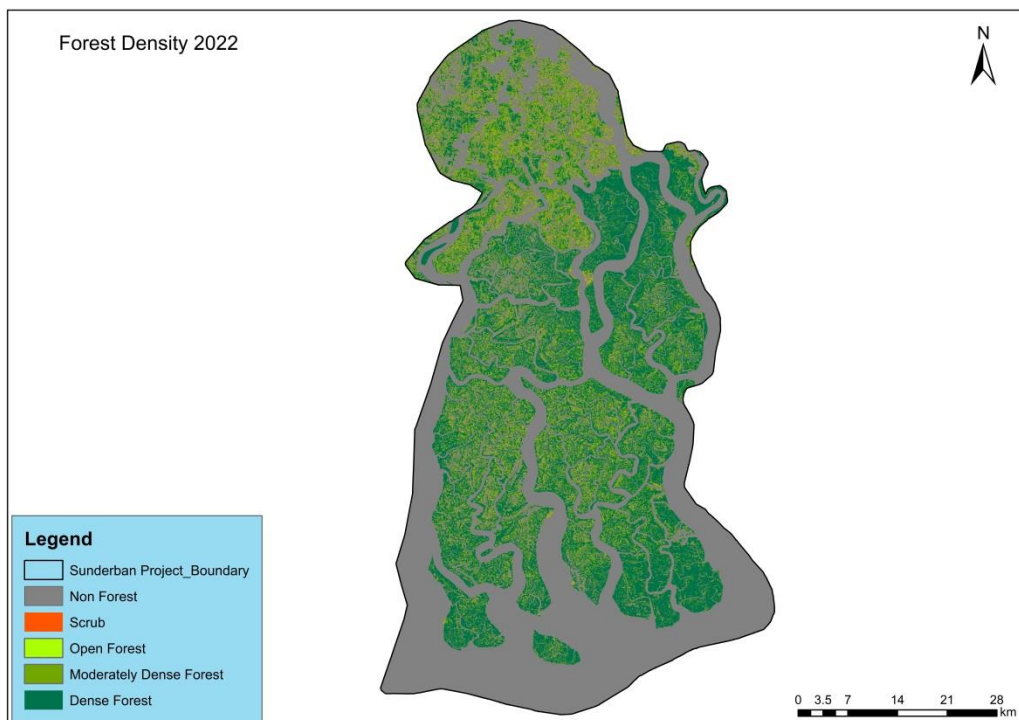 Forest Density 2022
N
Legend
Sunderban Project_Boundary
Non Forest
Scrub
Open Forest
Moderately Dense Forest
Dense Forest
0 3.5 7 14 21 28
km